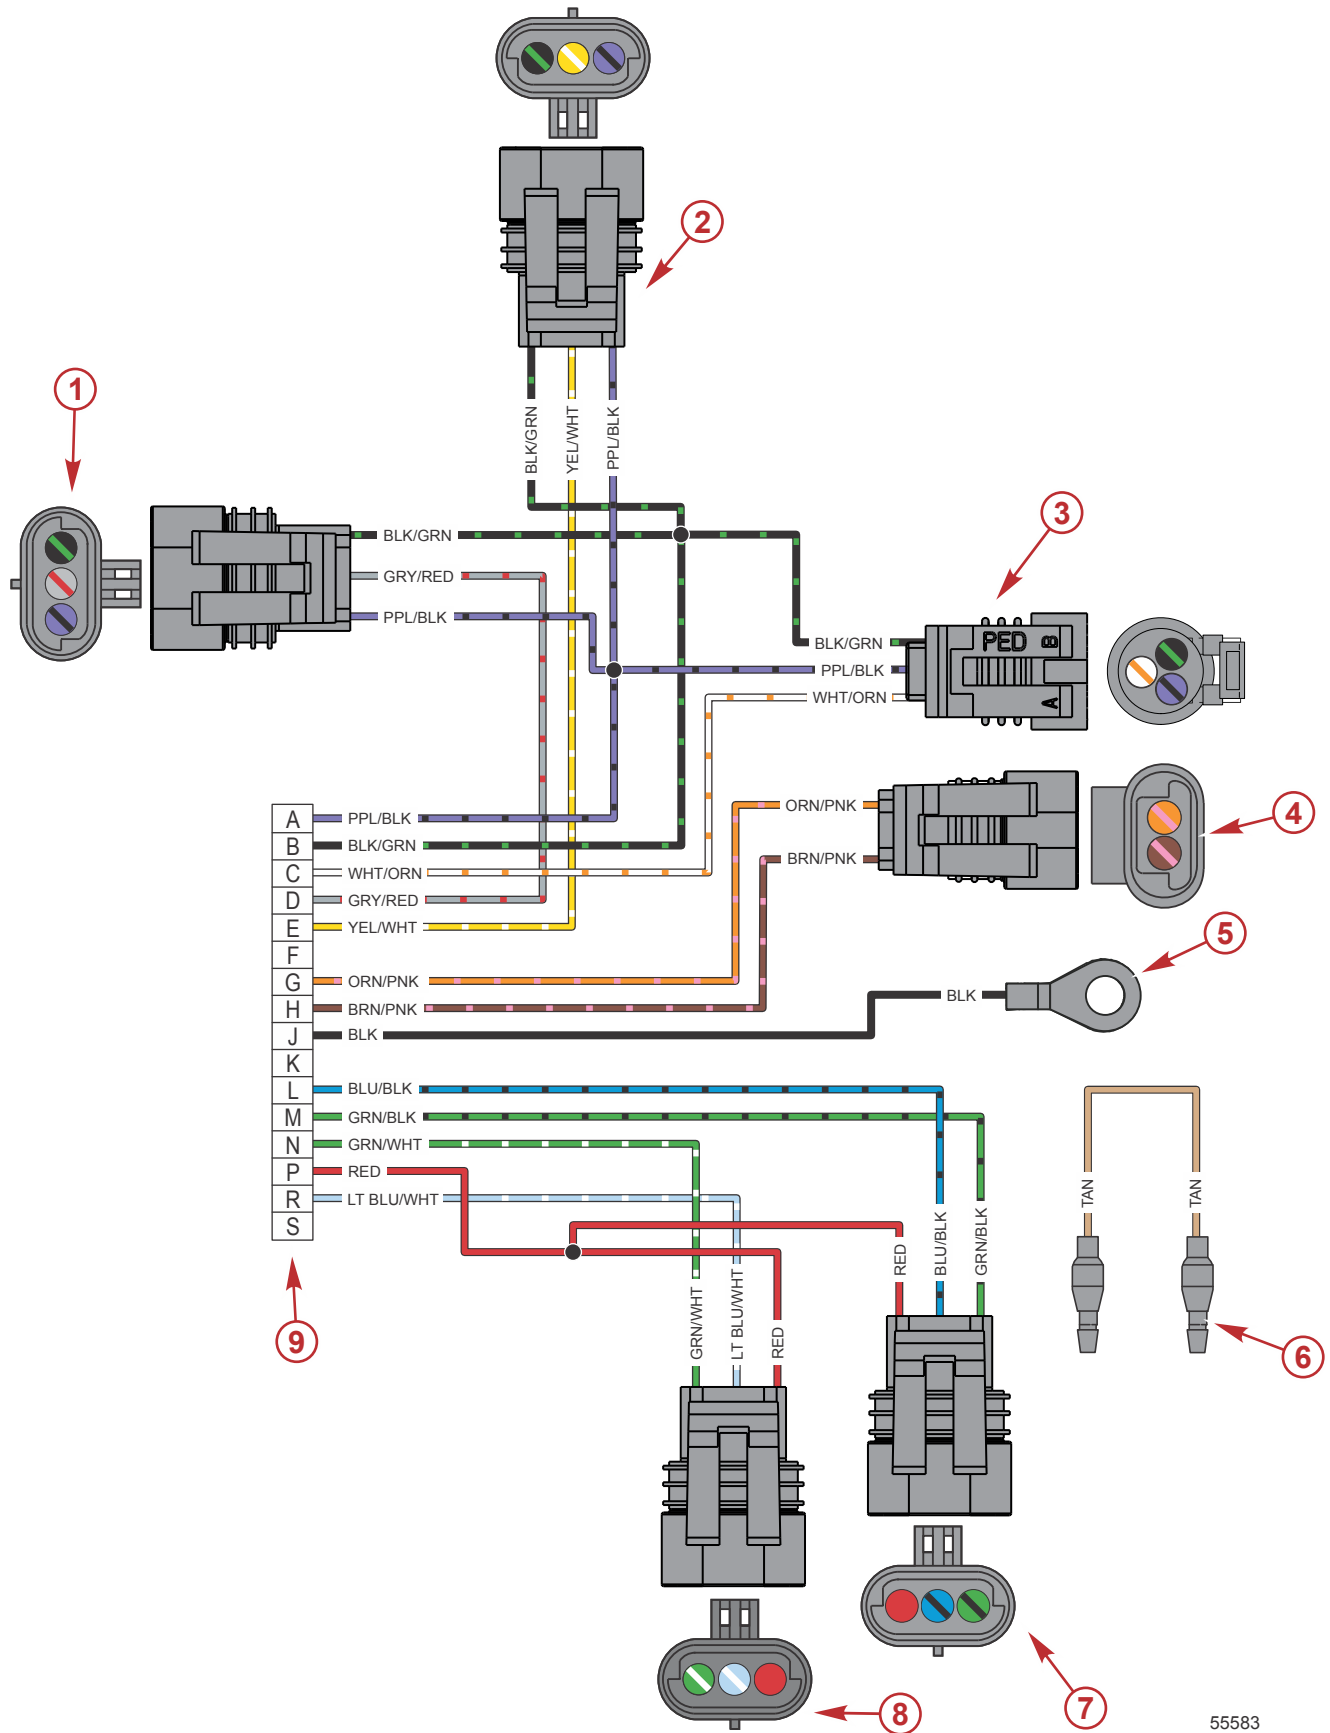 2
1
BLK/GRN
YEL/WHT
PPL/BLK
3
BLK/GRN
GRY/RED
PPL/BLK
BLK/GRN
PPL/BLK
WHT/ORN
PED
B
A
ORN/PNK
BRN/PNK
4
A PPL/BLK
B BLK/GRN
C WHT/ORN
D GRY/RED
E YEL/WHT
F
G ORN/PNK
H BRN/PNK
J BLK
K
L BLU/BLK
M GRN/BLK
N GRN/WHT
P RED
R LT BLU/WHT
S
5
BLK
TAN
TAN
RED
BLU/BLK
GRN/BLK
GRN/WHT
LT BLU/WHT
RED
9
6
7
8
55583